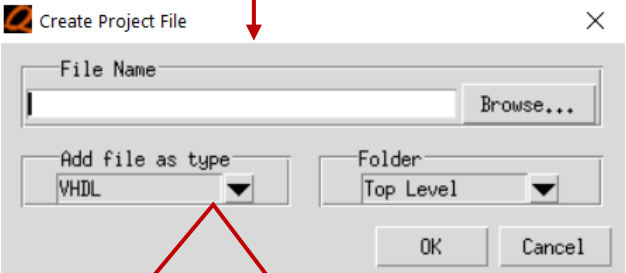 Create Project File
File Name
Browse...
Add file as type
Folder
VHDL
Top Level
OK
Cancel